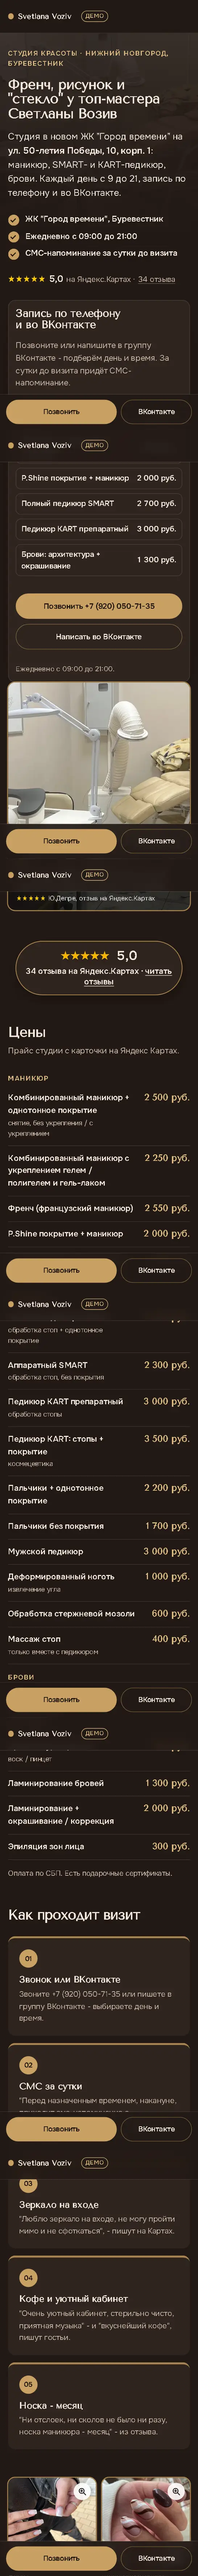 Svetlana Voziv ДЕМО
СТУДИЯ КРАСОТЫ · НИЖНИЙ НОВГОРОД,
БУРЕВЕСТНИК
Френч, рисунок и
"стекло" у топ-мастера
Светланы Возив
Студия в новом ЖК "Город времени" на
ул. 50-летия Победы, 10, корп. 1:
маникюр, SMART- и KART-педикюр,
брови. Каждый день с 9 до 21, запись по
телефону и во ВКонтакте.
ЖК "Город времени", Буревестник
Ежедневно с 09:00 до 21:00
СМС-напоминание за сутки до визита
★★★★★ 5,0 на Яндекс.Картах · 34 отзыва
Запись по телефону
и во ВКонтакте
Позвоните или напишите в группу
ВКонтакте - подберём день и время. За
сутки до визита придёт СМС-
напоминание.
Позвонить ВКонтакте
Svetlana Voziv ДЕМО
P.Shine покрытие + маникюр 2 000 руб.
Полный педикюр SMART 2 700 руб.
Педикюр KART препаратный 3 000 руб.
Брови: архитектура +
окрашивание 1 300 руб.
Позвонить +7 (920) 050-71-35
Написать во ВКонтакте
Ежедневно с 09:00 до 21:00.
Позвонить ВКонтакте
Svetlana Voziv ДЕМО
★★★★★ Ю.Депре, отзыв на Яндекс.Картах
★★★★★ 5,0
34 отзыва на Яндекс.Картах · читать
отзывы
Цены
Прайс студии с карточки на Яндекс Картах.
МАНИКЮР
Комбинированный маникюр + 2 500 руб.
однотонное покрытие
снятие, без укрепления / с
укреплением
Комбинированный маникюр с 2 250 руб.
укреплением гелем /
полигелем и гель-лаком
Френч (французский маникюр) 2 550 руб.
P.Shine покрытие + маникюр 2 000 руб.
Позвонить ВКонтакте
Svetlana Voziv ДЕМО
обработка стоп + однотонное
покрытие
Аппаратный SMART 2 300 руб.
обработка стоп, без покрытия
Педикюр KART препаратный 3 000 руб.
обработка стопы
Педикюр KART: стопы + 3 500 руб.
покрытие
космецевтика
Пальчики + однотонное 2 200 руб.
покрытие
Пальчики без покрытия 1 700 руб.
Мужской педикюр 3 000 руб.
Деформированный ноготь 1 000 руб.
извлечение угла
Обработка стержневой мозоли 600 руб.
Массаж стоп 400 руб.
только вместе с педикюром
БРОВИ
Позвонить ВКонтакте
Svetlana Voziv ДЕМО
воск / пинцет
Ламинирование бровей 1 300 руб.
Ламинирование + 2 000 руб.
окрашивание / коррекция
Эпиляция зон лица 300 руб.
Оплата по СБП. Есть подарочные сертификаты.
Как проходит визит
01
Звонок или ВКонтакте
Звоните +7 (920) 050-71-35 или пишете в
группу ВКонтакте - выбираете день и
время.
02
СМС за сутки
"Перед назначенным временем, накануне,
Позвонить ВКонтакте
Svetlana Voziv ДЕМО
03
Зеркало на входе
"Люблю зеркало на входе, не могу пройти
мимо и не сфоткаться", - пишут на Картах.
04
Кофе и уютный кабинет
"Очень уютный кабинет, стерильно чисто,
приятная музыка" - и "вкуснейший кофе",
пишут гостьи.
05
Носка - месяц
"Ни отслоек, ни сколов не было ни разу,
носка маникюра - месяц" - из отзыва.
Позвонить ВКонтакте